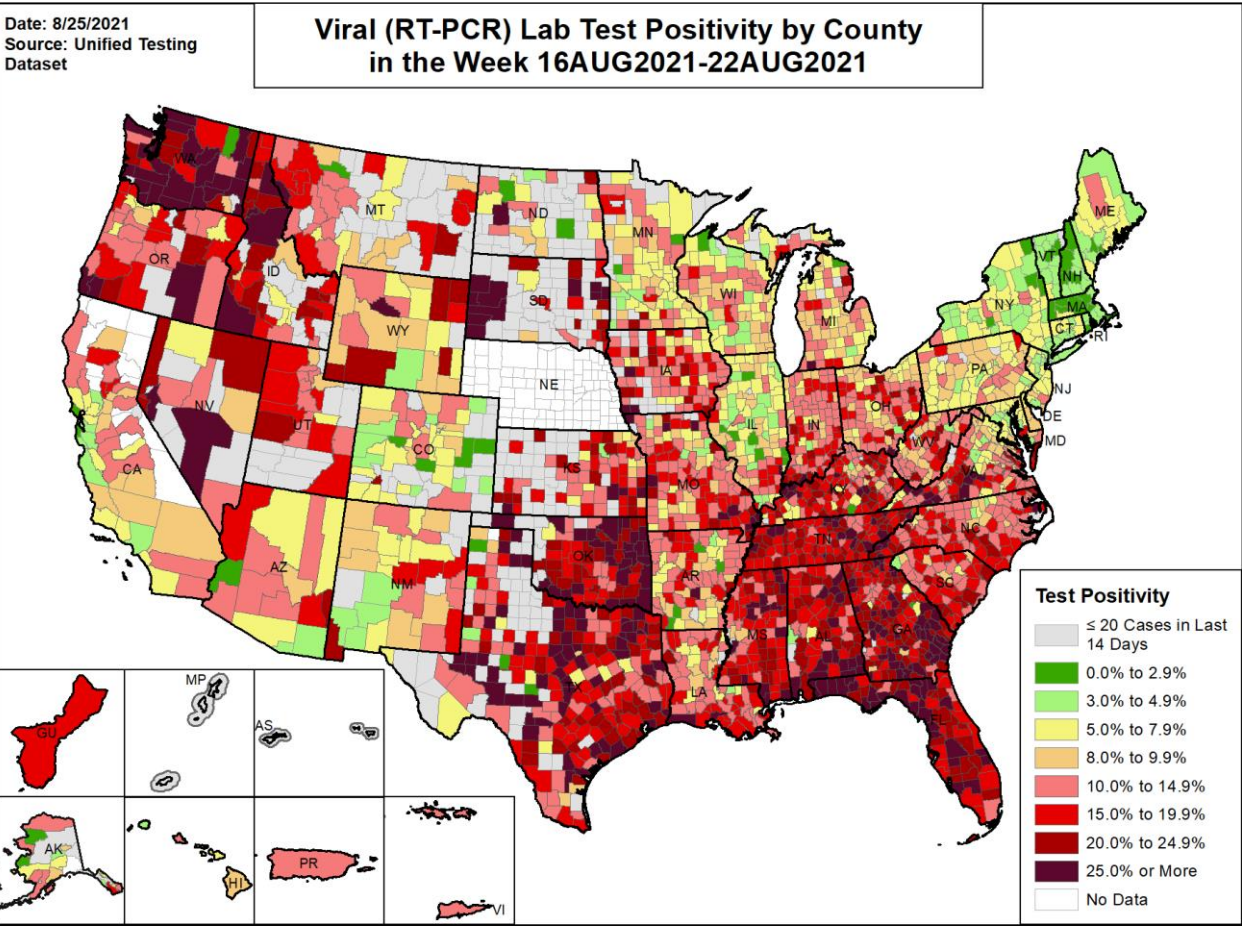 Date: 8/25/2021
Source: Unified Testing
Dataset
Viral (RT-PCR) Lab Test Positivity by County
in the Week 16AUG2021-22AUG2021
WA
MT
ND
MN
ME
OR
ID
SD
WI
MI
VT
NH
NY
MA
CT
RI
WY
IA
PA
NJ
NE
NV
UT
CO
IL
IN
OH
DE
MD
WV
VA
CA
KS
MO
KY
AZ
NM
OK
AR
TN
NC
SC
MS
AL
GA
TX
LA
FL
GU
MP
AS
AK
HI
PR
VI
Test Positivity
≤ 20 Cases in Last
14 Days
0.0% to 2.9%
3.0% to 4.9%
5.0% to 7.9%
8.0% to 9.9%
10.0% to 14.9%
15.0% to 19.9%
20.0% to 24.9%
25.0% or More
No Data